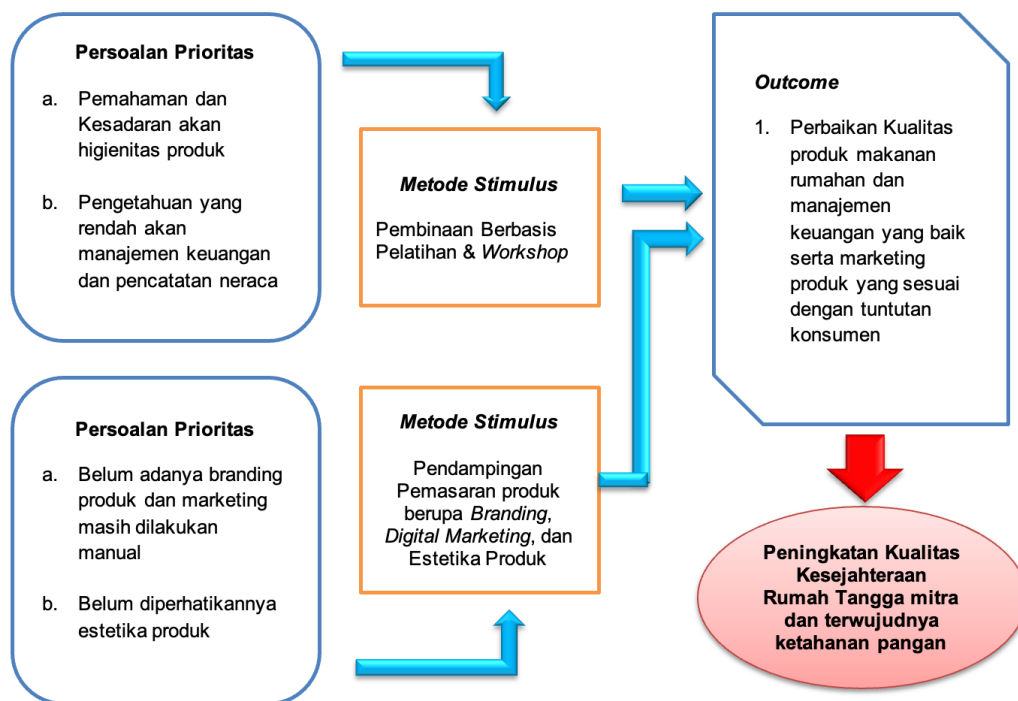 Persoalan Prioritas
a. Pemahaman dan
Kesadaran akan
higienitas produk
b. Pengetahuan yang
rendah akan
manajemen keuangan
dan pencatatan neraca
Metode Stimulus
Pembinaan Berbasis
Pelatihan & Workshop
Persoalan Prioritas
a. Belum adanya branding
produk dan marketing
masih dilakukan
manual
b. Belum diperhatikannya
estetika produk
Metode Stimulus
Pendampingan
Pemasaran produk
berupa Branding,
Digital Marketing, dan
Estetika Produk
Outcome
1. Perbaikan Kualitas
produk makanan
rumahan dan
manajemen
keuangan yang baik
serta marketing
produk yang sesuai
dengan tuntutan
konsumen
Peningkatan Kualitas
Kesejahteraan
Rumah Tangga mitra
dan terwujudnya
ketahanan pangan